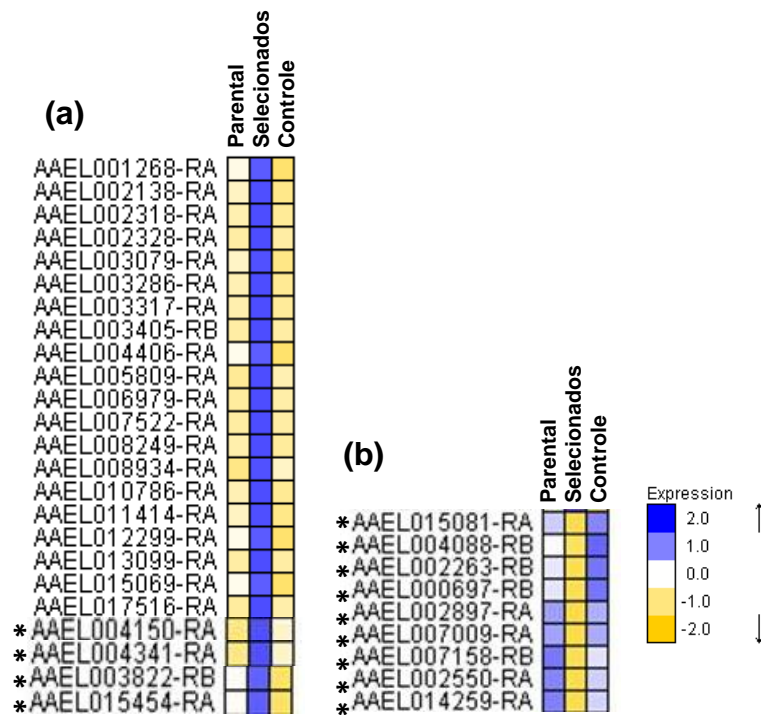 (a)
Parental
Selecionados
Controle
AAEL001268-RA
AAEL002138-RA
AAEL002318-RA
AAEL002328-RA
AAEL003079-RA
AAEL003286-RA
AAEL003317-RA
AAEL003405-RB
AAEL004406-RA
AAEL005809-RA
AAEL006979-RA
AAEL007522-RA
AAEL008249-RA
AAEL008934-RA
AAEL010786-RA
AAEL011414-RA
AAEL012299-RA
AAEL013099-RA
AAEL015069-RA
AAEL017516-RA
*AAEL004150-RA
*AAEL004341-RA
*AAEL003822-RB
*AAEL015454-RA
(b)
Parental
Selecionados
Controle
*AAEL015081-RA
*AAEL004088-RB
*AAEL002263-RB
*AAEL000697-RB
*AAEL002897-RA
*AAEL007009-RA
*AAEL007158-RB
*AAEL002550-RA
*AAEL014259-RA
Expression
2.0
1.0
0.0
-1.0
-2.0